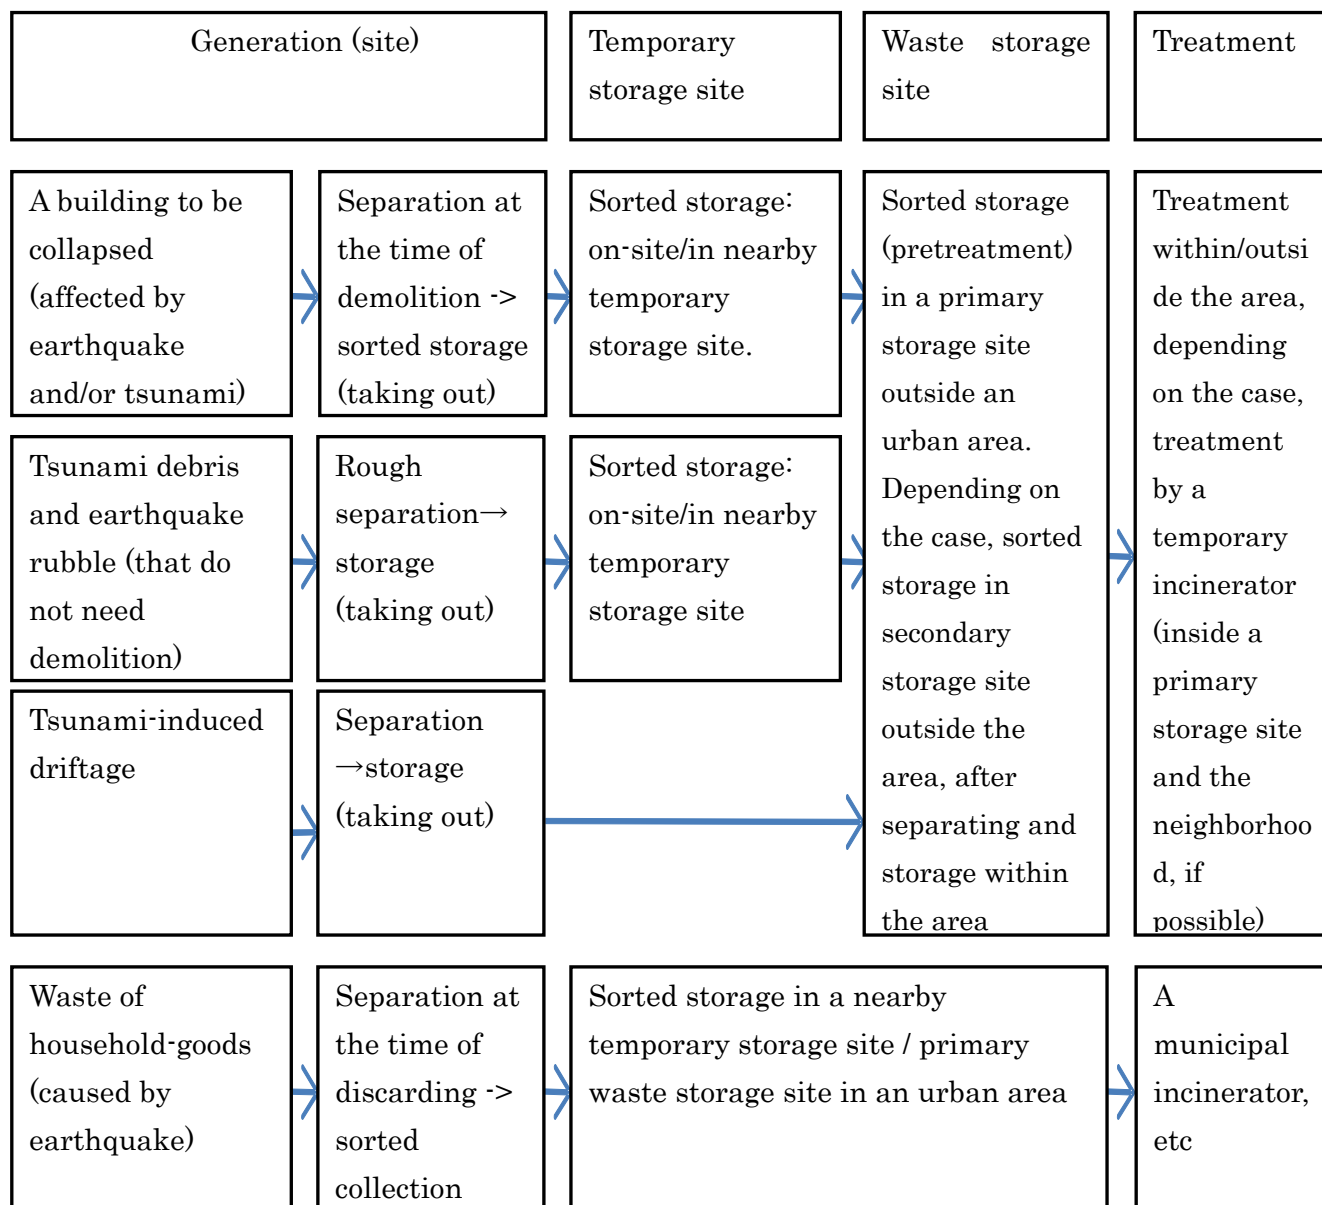 Generation (site)
Temporary
storage site
Waste storage
site
Treatment
A building to be
collapsed
(affected by
earthquake
and/or tsunami)
Separation at
the time of
demolition ->
sorted storage
(taking out)
Sorted storage:
on-site/in nearby
temporary
storage site.
Sorted storage
(pretreatment)
in a primary
storage site
outside an
urban area.
Depending on
the case, sorted
storage in
secondary
storage site
outside the
area, after
separating and
storage within
the area
Treatment
within/outsi
de the area,
depending
on the case,
treatment
by a
temporary
incinerator
(inside a
primary
storage site
and the
neighborhoo
d, if
possible)
Tsunami debris
and earthquake
rubble (that do
not need
demolition)
Rough
separation→
storage
(taking out)
Sorted storage:
on-site/in nearby
temporary
storage site
Tsunami-induced
driftage
Separation
→storage
(taking out)
Waste of
household-goods
(caused by
earthquake)
Separation at
the time of
discarding ->
sorted
collection
Sorted storage in a nearby
temporary storage site / primary
waste storage site in an urban area
A
municipal
incinerator,
etc